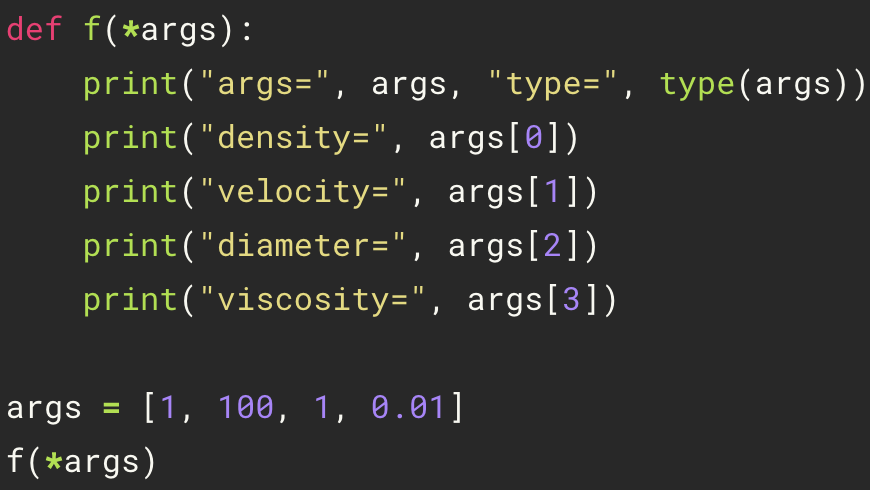 def f(*args):
    print("args=", args, "type=", type(args))
    print("density=", args[0])
    print("velocity=", args[1])
    print("diameter=", args[2])
    print("viscosity=", args[3])

args = [1, 100, 1, 0.01]
f(*args)